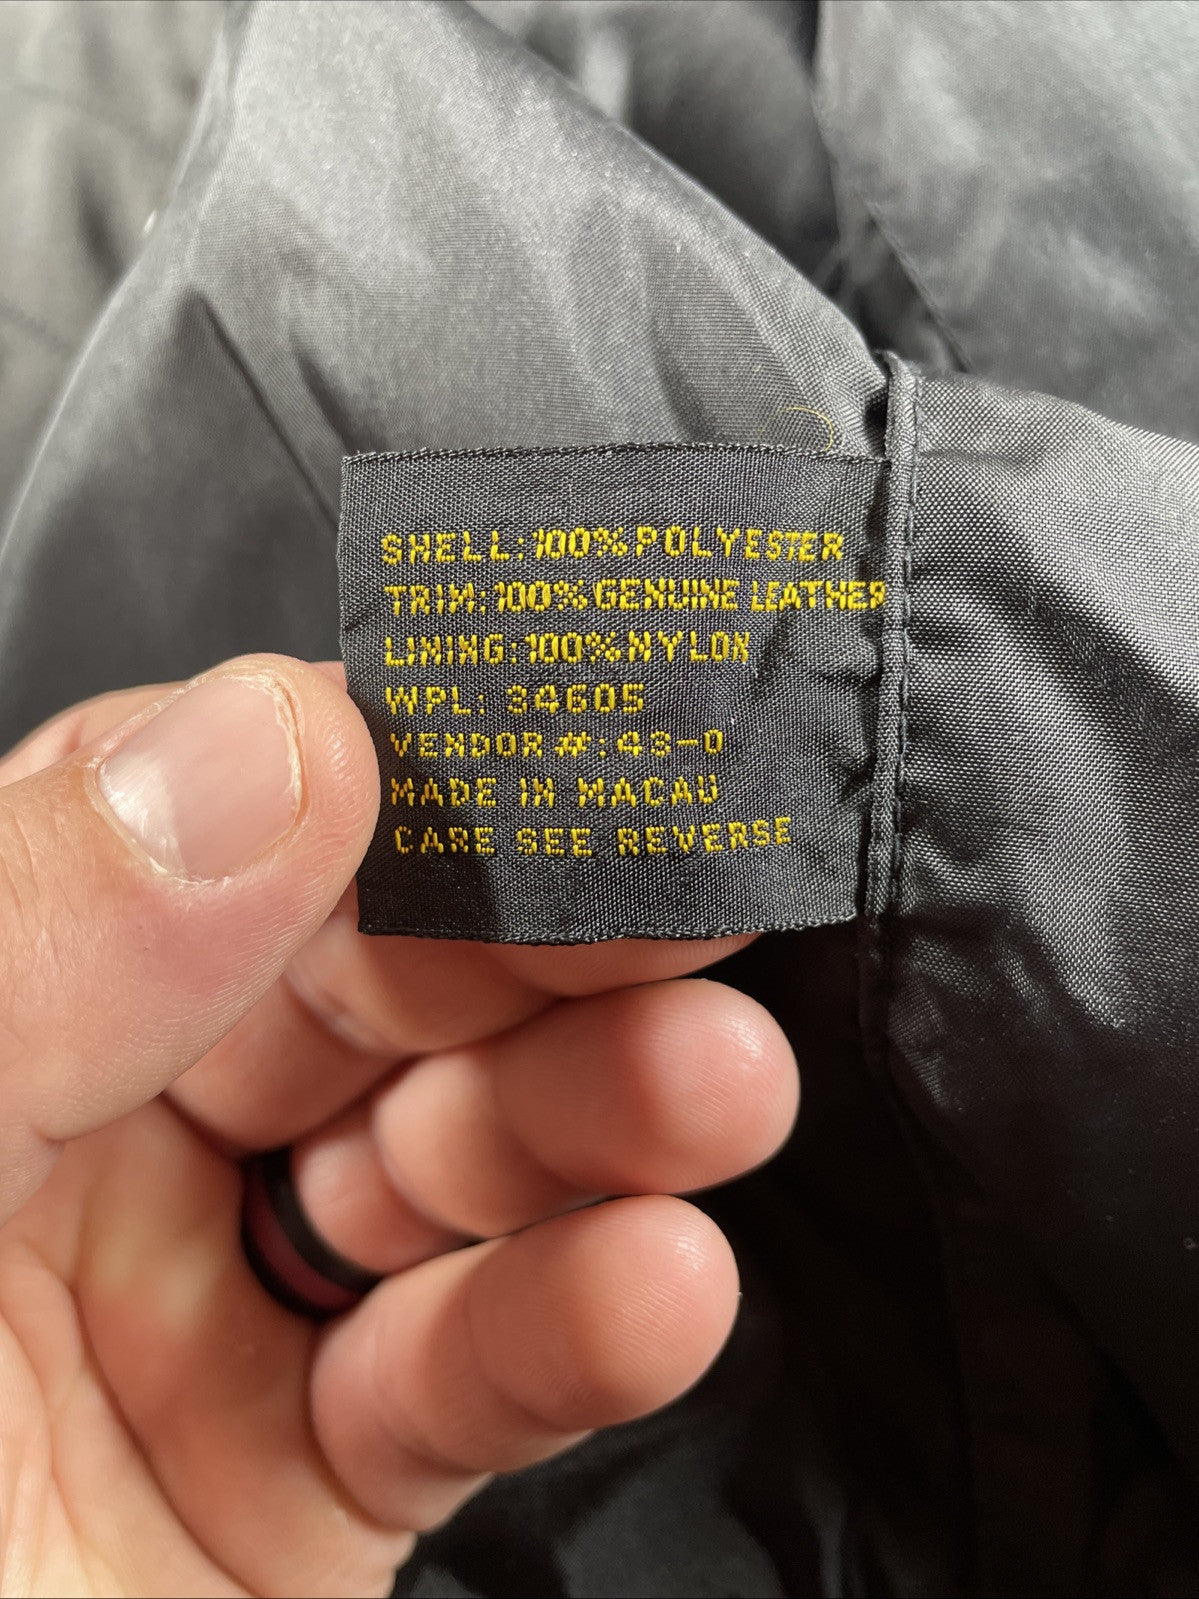 SHELL:100%POLYESTER
TRIM:100%GENUINE LEATHER
LINING:100%NYLON
WPL: 34605
VENDOR#:43-0
MADE IN MACAU
CARE SEE REVERSE